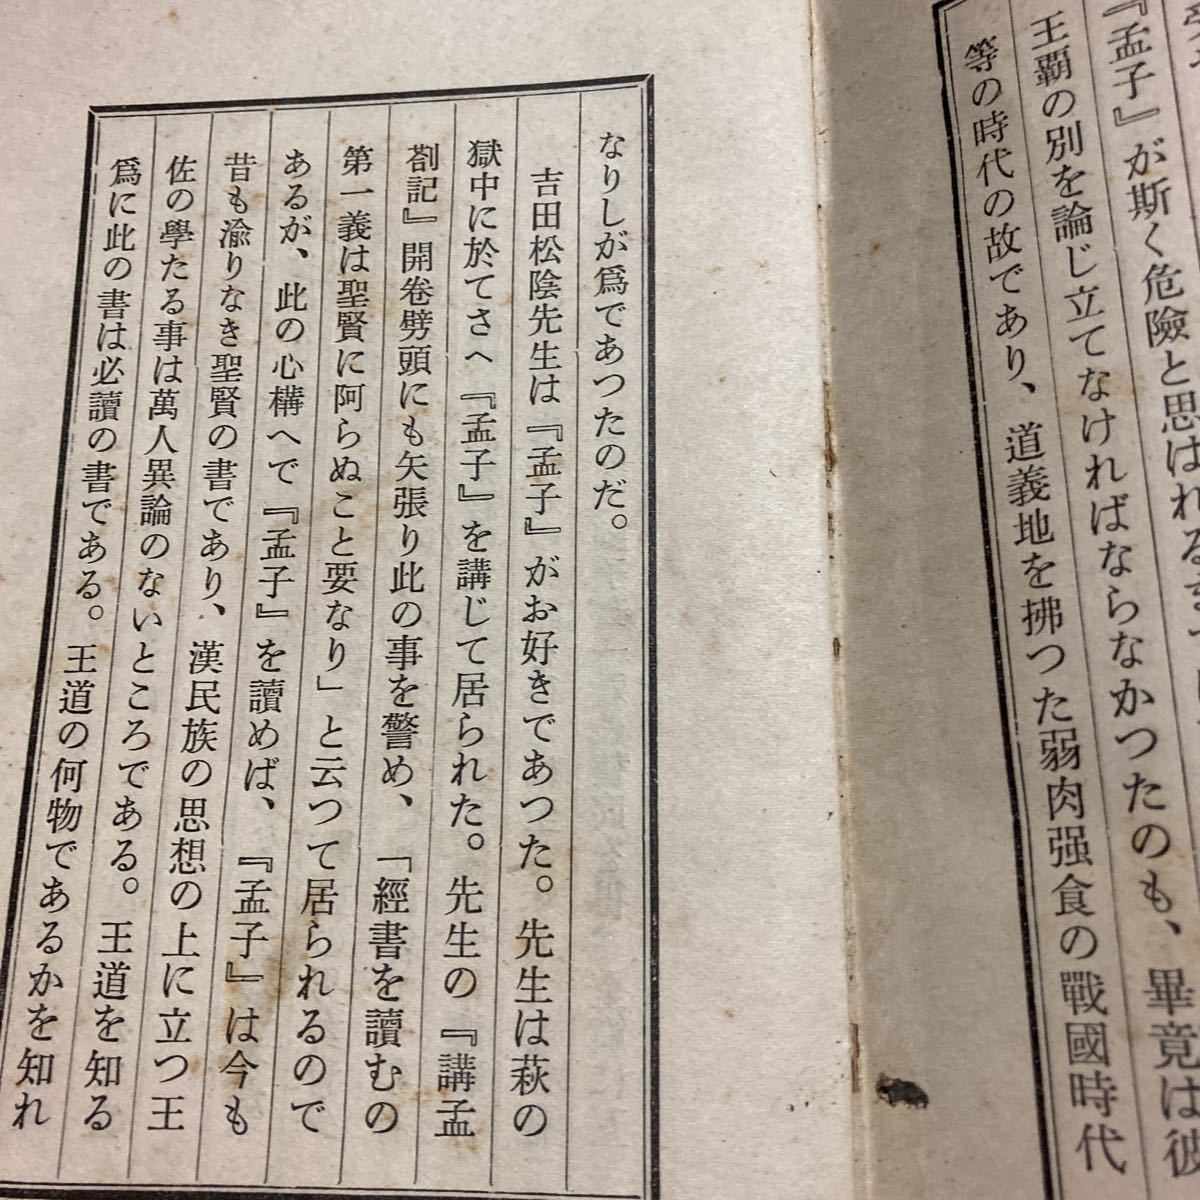 『孟子』が斯く危險と思はれる
王覇の別を論じ立てなければならなかつたのも、畢竟は彼
等の時代の故であり、道義地を拂つた弱肉强食の戰國時代
なりしが爲であつたのだ。
吉田松陰先生は『孟子』がお好きであつた。先生は萩の
獄中に於てさへ『孟子』を講じて居られた。先生の『講孟
劄記』開卷劈頭にも矢張り此の事を警め、「經書を讀むの
第一義は聖賢に阿らぬこと要なり」と云つて居られるので
あるが、此の心構へで『孟子』を讀めば、『孟子』は今も
昔も渝りなき聖賢の書であり、漢民族の思想の上に立つ王
佐の學たる事は萬人異論のないところである。王道を知る
爲に此の書は必讀の書である。王道の何物であるかを知れ